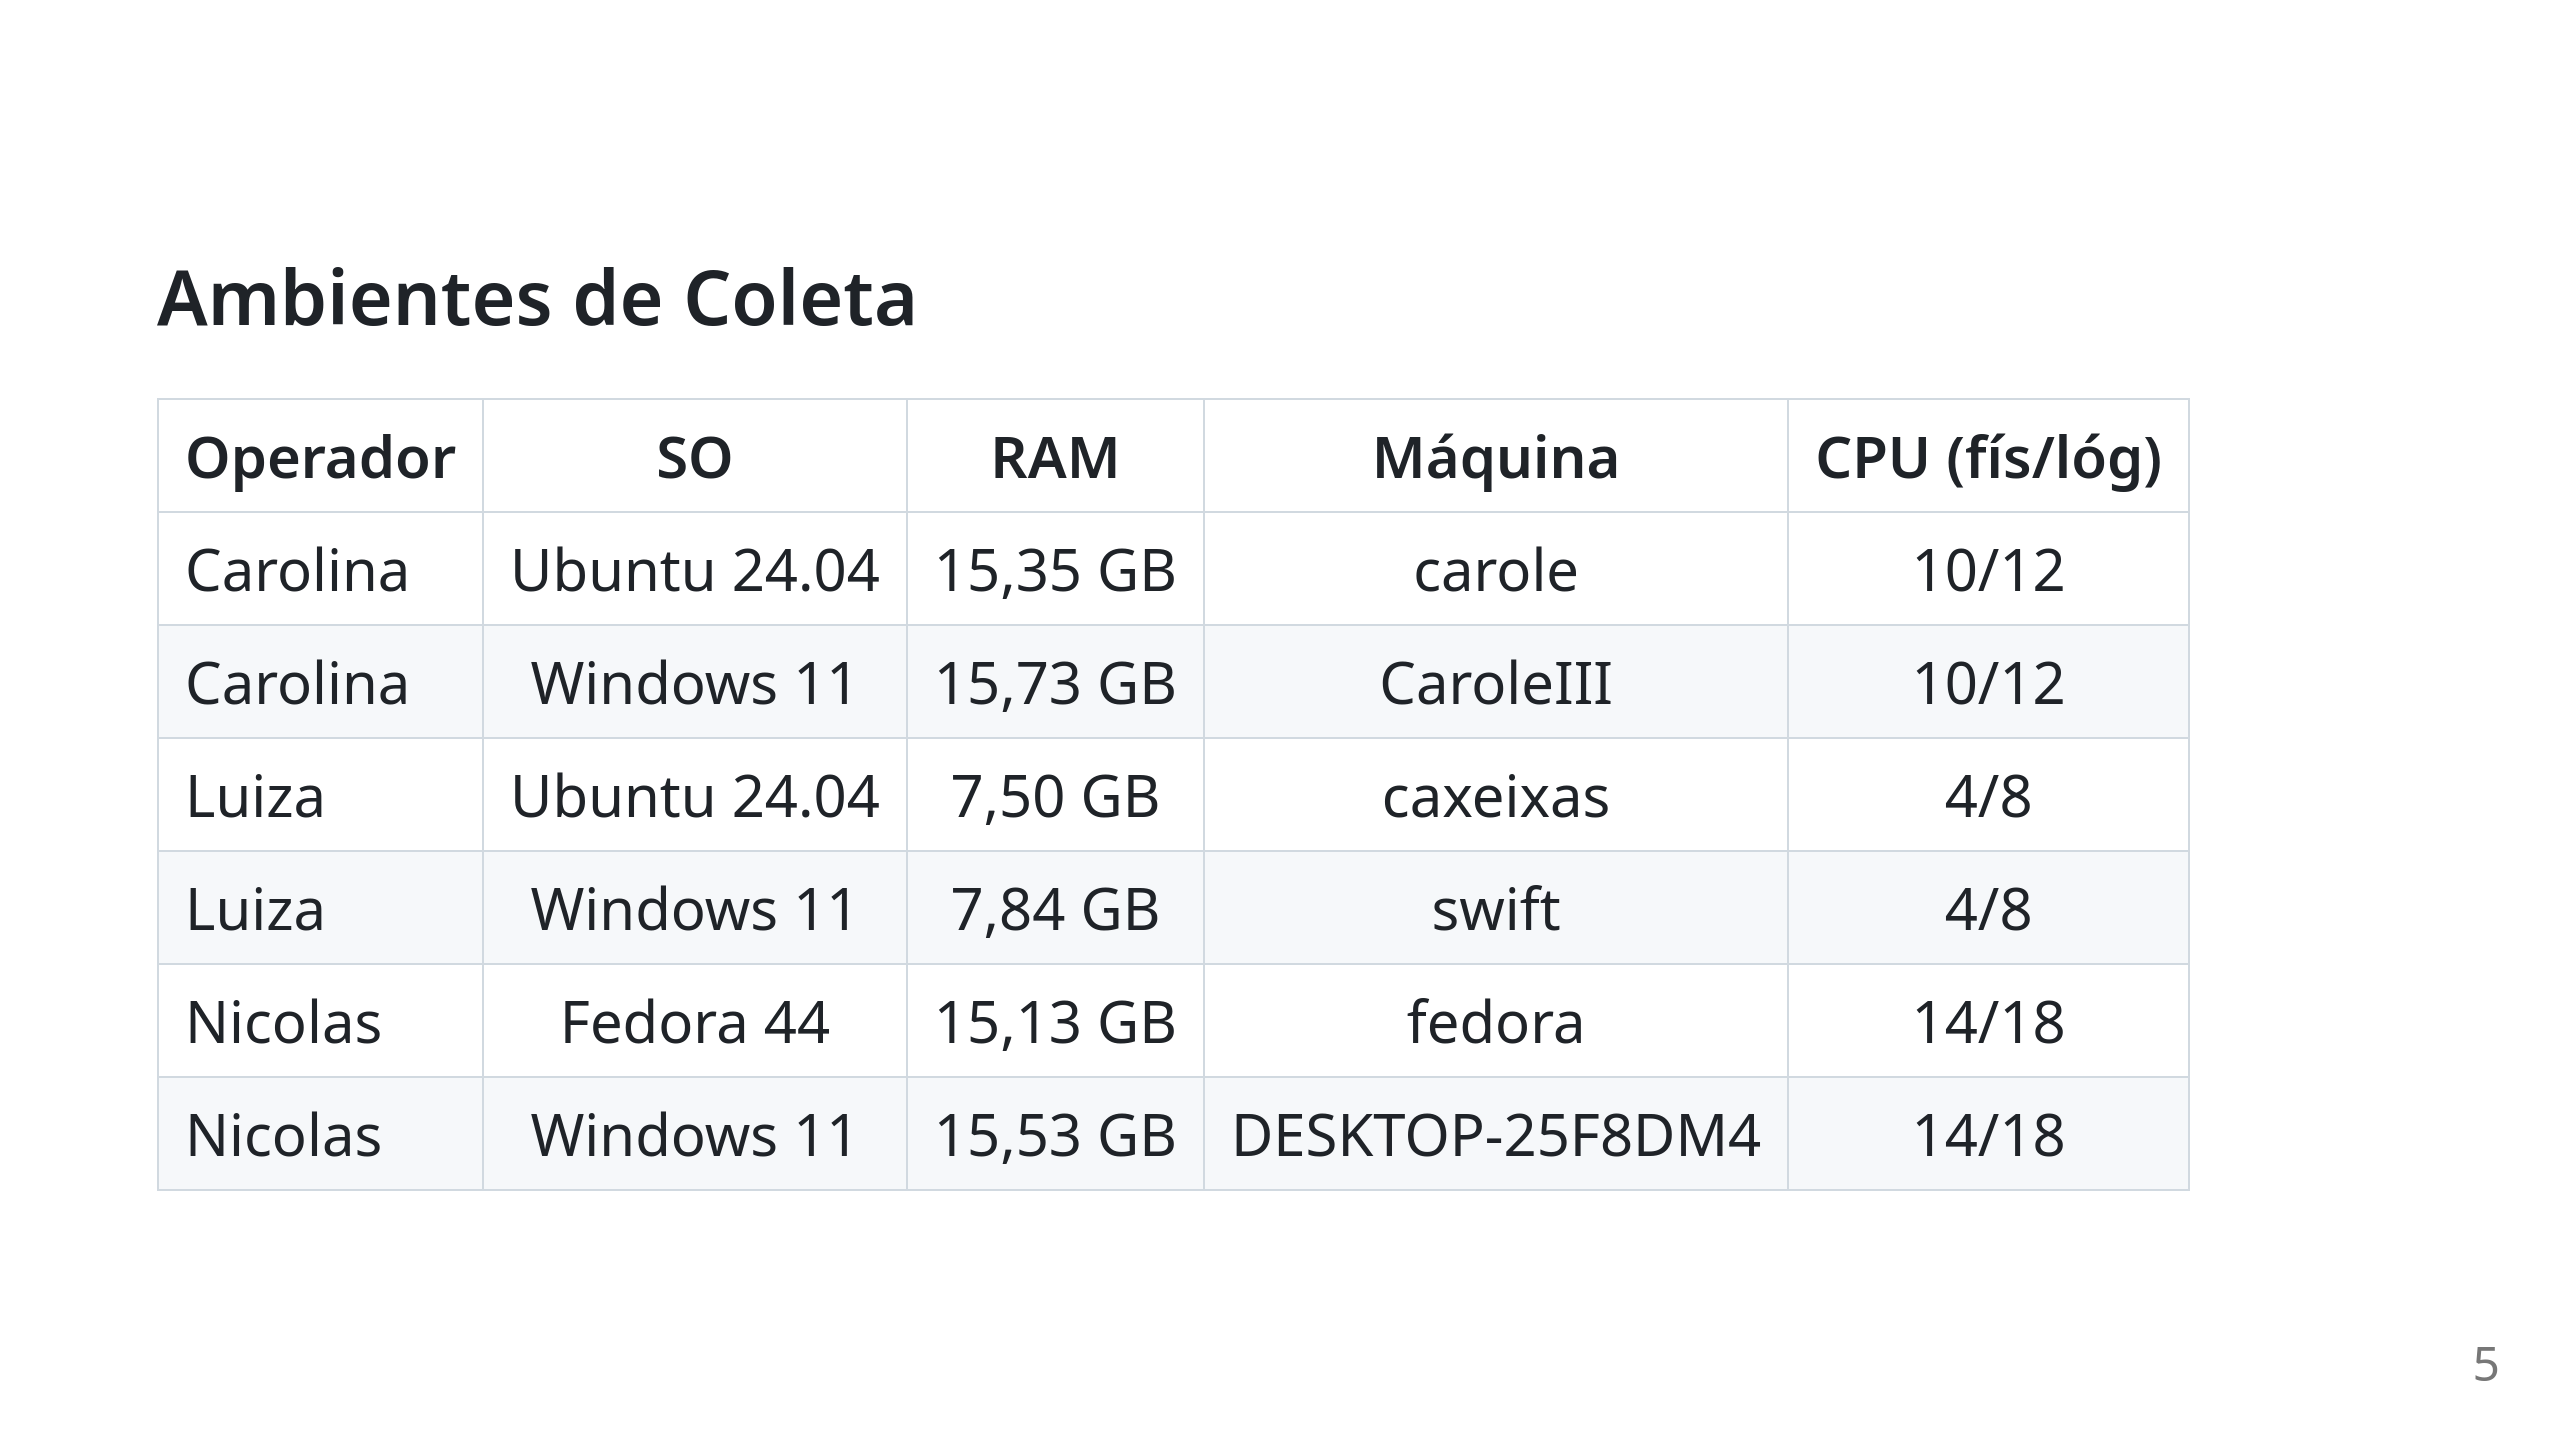 Ambientes de Coleta
Operador SO RAM Máquina CPU (fís/lóg)
Carolina Ubuntu 24.04 15,35 GB carole 10/12
Carolina Windows 11 15,73 GB CaroleIII 10/12
Luiza Ubuntu 24.04 7,50 GB caxeixas 4/8
Luiza Windows 11 7,84 GB swift 4/8
Nicolas Fedora 44 15,13 GB fedora 14/18
Nicolas Windows 11 15,53 GB DESKTOP-25F8DM4 14/18
5